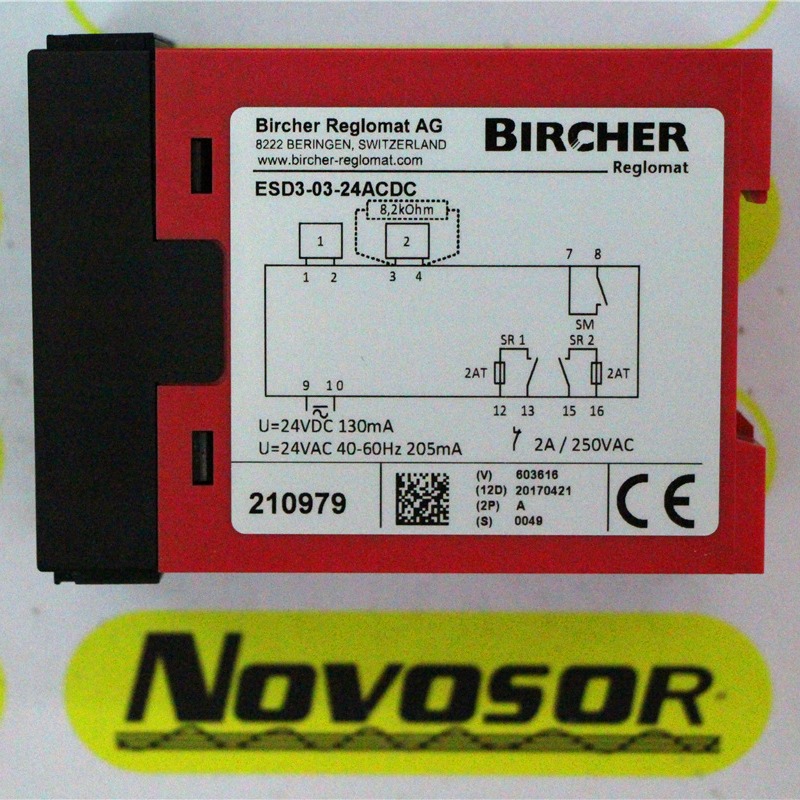 Bircher Reglomat AG
8222 BERINGEN, SWITZERLAND
www.bircher-reglomat.com
BIRCHER
Reglomat
ESD3-03-24ACDC
8,2kOhm
1
2
1 2
3 4
7 8
SM
SR 1
SR 2
2AT
2AT
9 10
12 13
15 16
U=24VDC 130mA
U=24VAC 40-60Hz 205mA
2A / 250VAC
210979
(V) 603616
(12D) 20170421
(2P) A
(S) 0049
CE
NOVOSOR